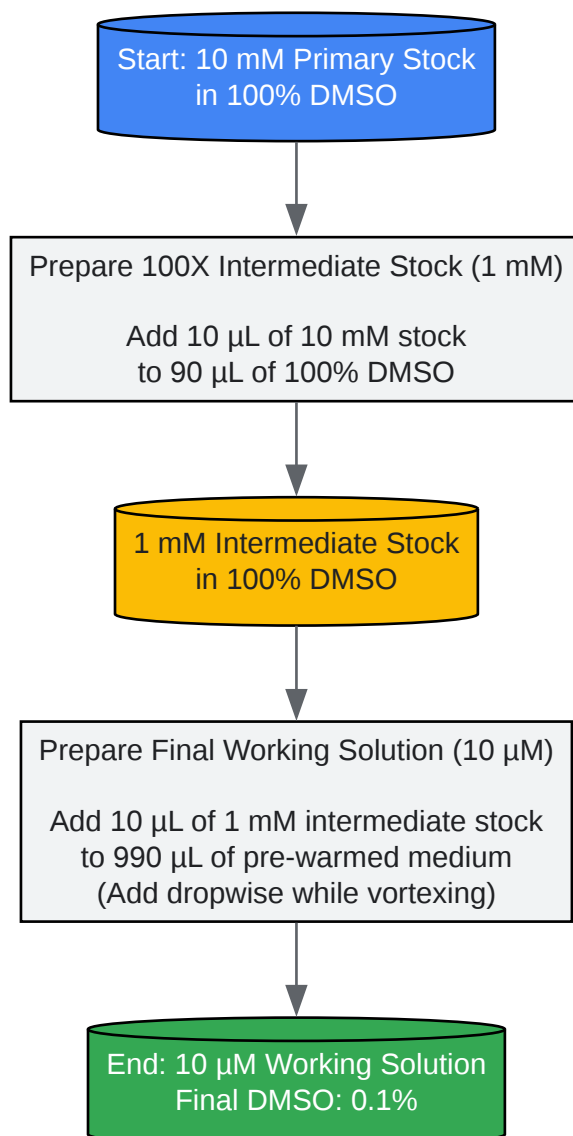 Start: 10 mM Primary Stock
in 100% DMSO
Prepare 100X Intermediate Stock (1 mM)
Add 10 µL of 10 mM stock
to 90 µL of 100% DMSO
1 mM Intermediate Stock
in 100% DMSO
Prepare Final Working Solution (10 µM)
Add 10 µL of 1 mM intermediate stock
to 990 µL of pre-warmed medium
(Add dropwise while vortexing)
End: 10 µM Working Solution
Final DMSO: 0.1%